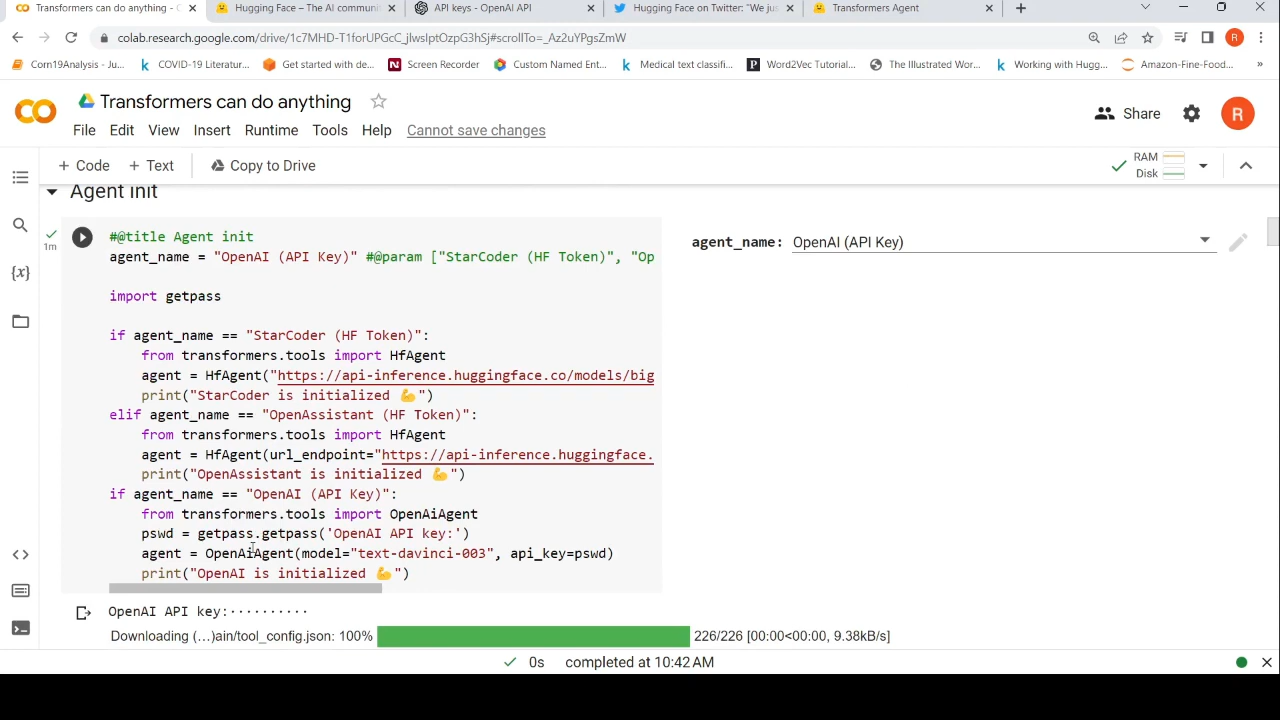 Transformers can do anything - C
Hugging Face – The AI communi
API keys - OpenAI API
Hugging Face on Twitter: "We jus
Transformers Agent
colab.research.google.com/drive/1c7MHD-T1forUPGcC_jlwslptOzpG3hSj#scrollTo=_Az2uYPgsZmW
R
Corn19Analysis - Ju...
COVID-19 Literatur...
Get started with de...
Screen Recorder
Custom Named Ent...
Medical text classifi...
Word2Vec Tutorial...
The Illustrated Wor...
Working with Hugg...
Amazon-Fine-Food...
»
Transformers can do anything
File Edit View Insert Runtime Tools Help Cannot save changes
Share
R
+ Code + Text Copy to Drive
RAM
Disk
Agent init
1m
#@title Agent init
agent_name = "OpenAI (API Key)" #@param ["StarCoder (HF Token)", "Op
import getpass
if agent_name == "StarCoder (HF Token)":
from transformers.tools import HfAgent
agent = HfAgent("https://api-inference.huggingface.co/models/big
print("StarCoder is initialized 💪")
elif agent_name == "OpenAssistant (HF Token)":
from transformers.tools import HfAgent
agent = HfAgent(url_endpoint="https://api-inference.huggingface.
print("OpenAssistant is initialized 💪")
if agent_name == "OpenAI (API Key)":
from transformers.tools import OpenAiAgent
pswd = getpass.getpass('OpenAI API key:')
agent = OpenAiAgent(model="text-davinci-003", api_key=pswd)
print("OpenAI is initialized 💪")
agent_name: OpenAI (API Key)
{x}
OpenAI API key:··········
Downloading (…)ain/tool_config.json: 100% 226/226 [00:00<00:00, 9.38kB/s]
0s completed at 10:42 AM